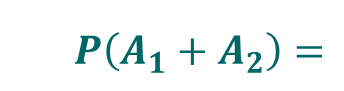 P(A₁ + A₂) =